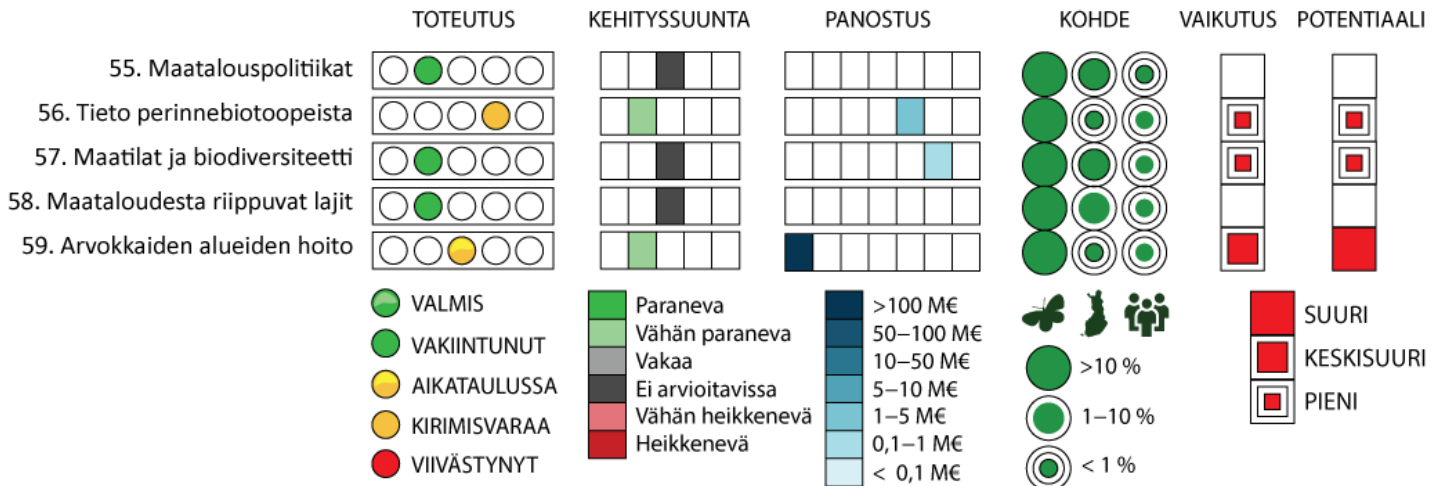 TOTEUTUS KEHITYSSUUNTA PANOSTUS KOHDE VAIKUTUS POTENTIAALI
55. Maatalouspolitiikat
56. Tieto perinnebiotoopeista
57. Maatilat ja biodiversiteetti
58. Maataloudesta riippuvat lajit
59. Arvokkaiden alueiden hoito
VALMIS
VAKIINTUNUT
AIKATAULUSSA
KIRIMISVARAA
VIIVÄSTYNYT
Paraneva
Vähän paraneva
Vakaa
Ei arvioitavissa
Vähän heikkenevä
Heikkenevä
>100 M€
50–100 M€
10–50 M€
5–10 M€
1–5 M€
0,1–1 M€
< 0,1 M€
>10 %
1–10 %
< 1 %
SUURI
KESKISUURI
PIENI